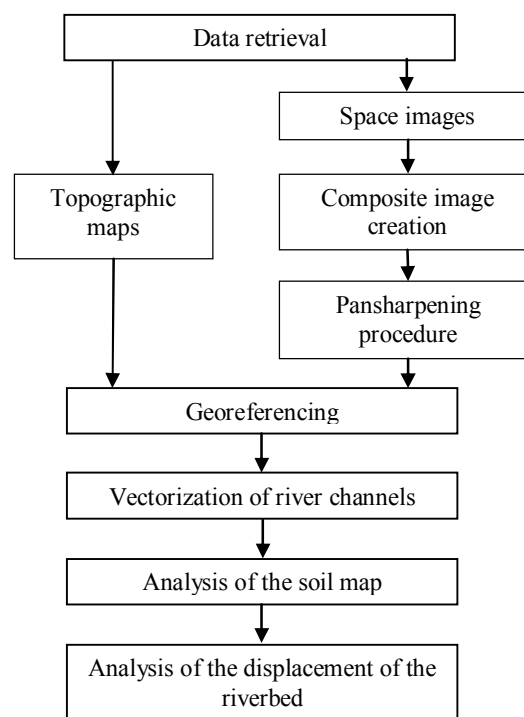 Data retrieval
Space images
Topographic
maps
Composite image
creation
Pansharpening
procedure
Georeferencing
Vectorization of river channels
Analysis of the soil map
Analysis of the displacement of the
riverbed